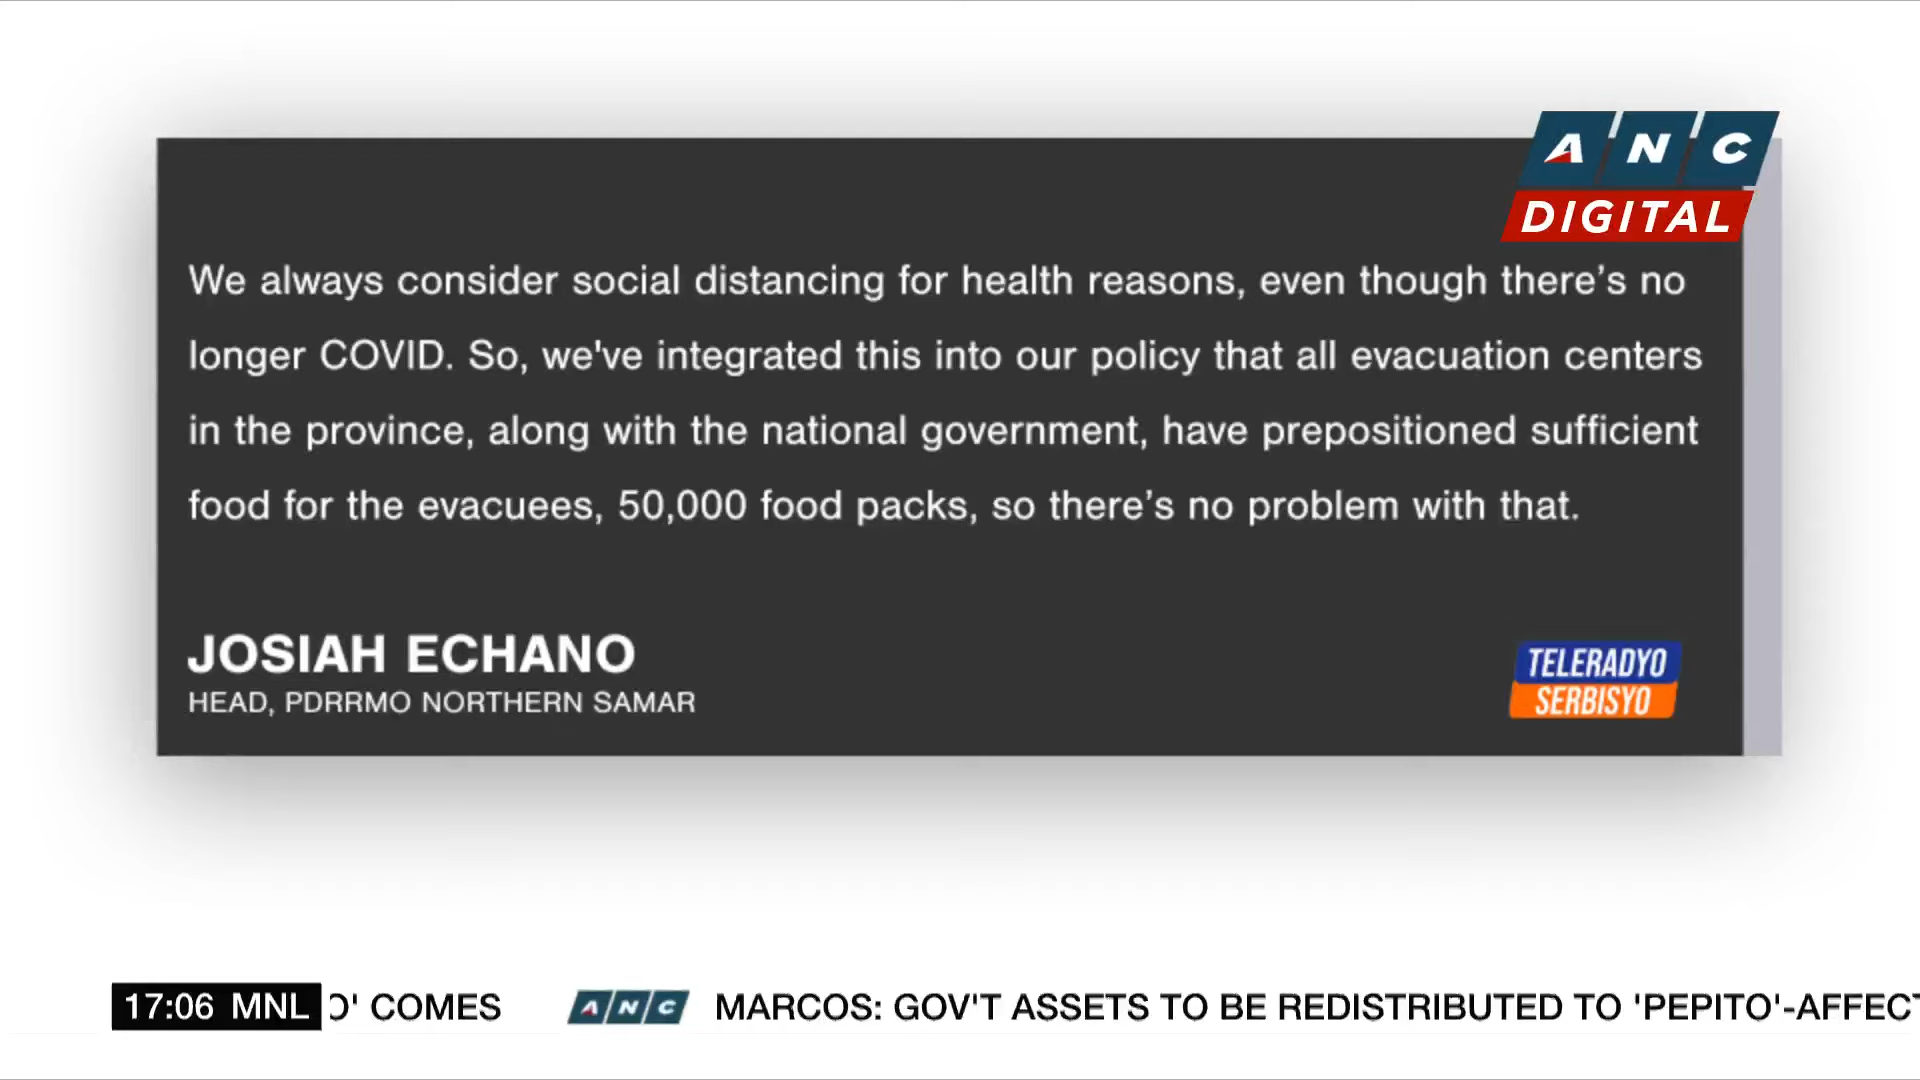 ANC
DIGITAL
We always consider social distancing for health reasons, even though there's no
longer COVID. So, we've integrated this into our policy that all evacuation centers
in the province, along with the national government, have prepositioned sufficient
food for the evacuees, 50,000 food packs, so there's no problem with that.
JOSIAH ECHANO
HEAD, PDRRMO NORTHERN SAMAR
TELERADYO
SERBISYO
17:06 MNL O' COMES ANC MARCOS: GOV'T ASSETS TO BE REDISTRIBUTED TO 'PEPITO'-AFFECT